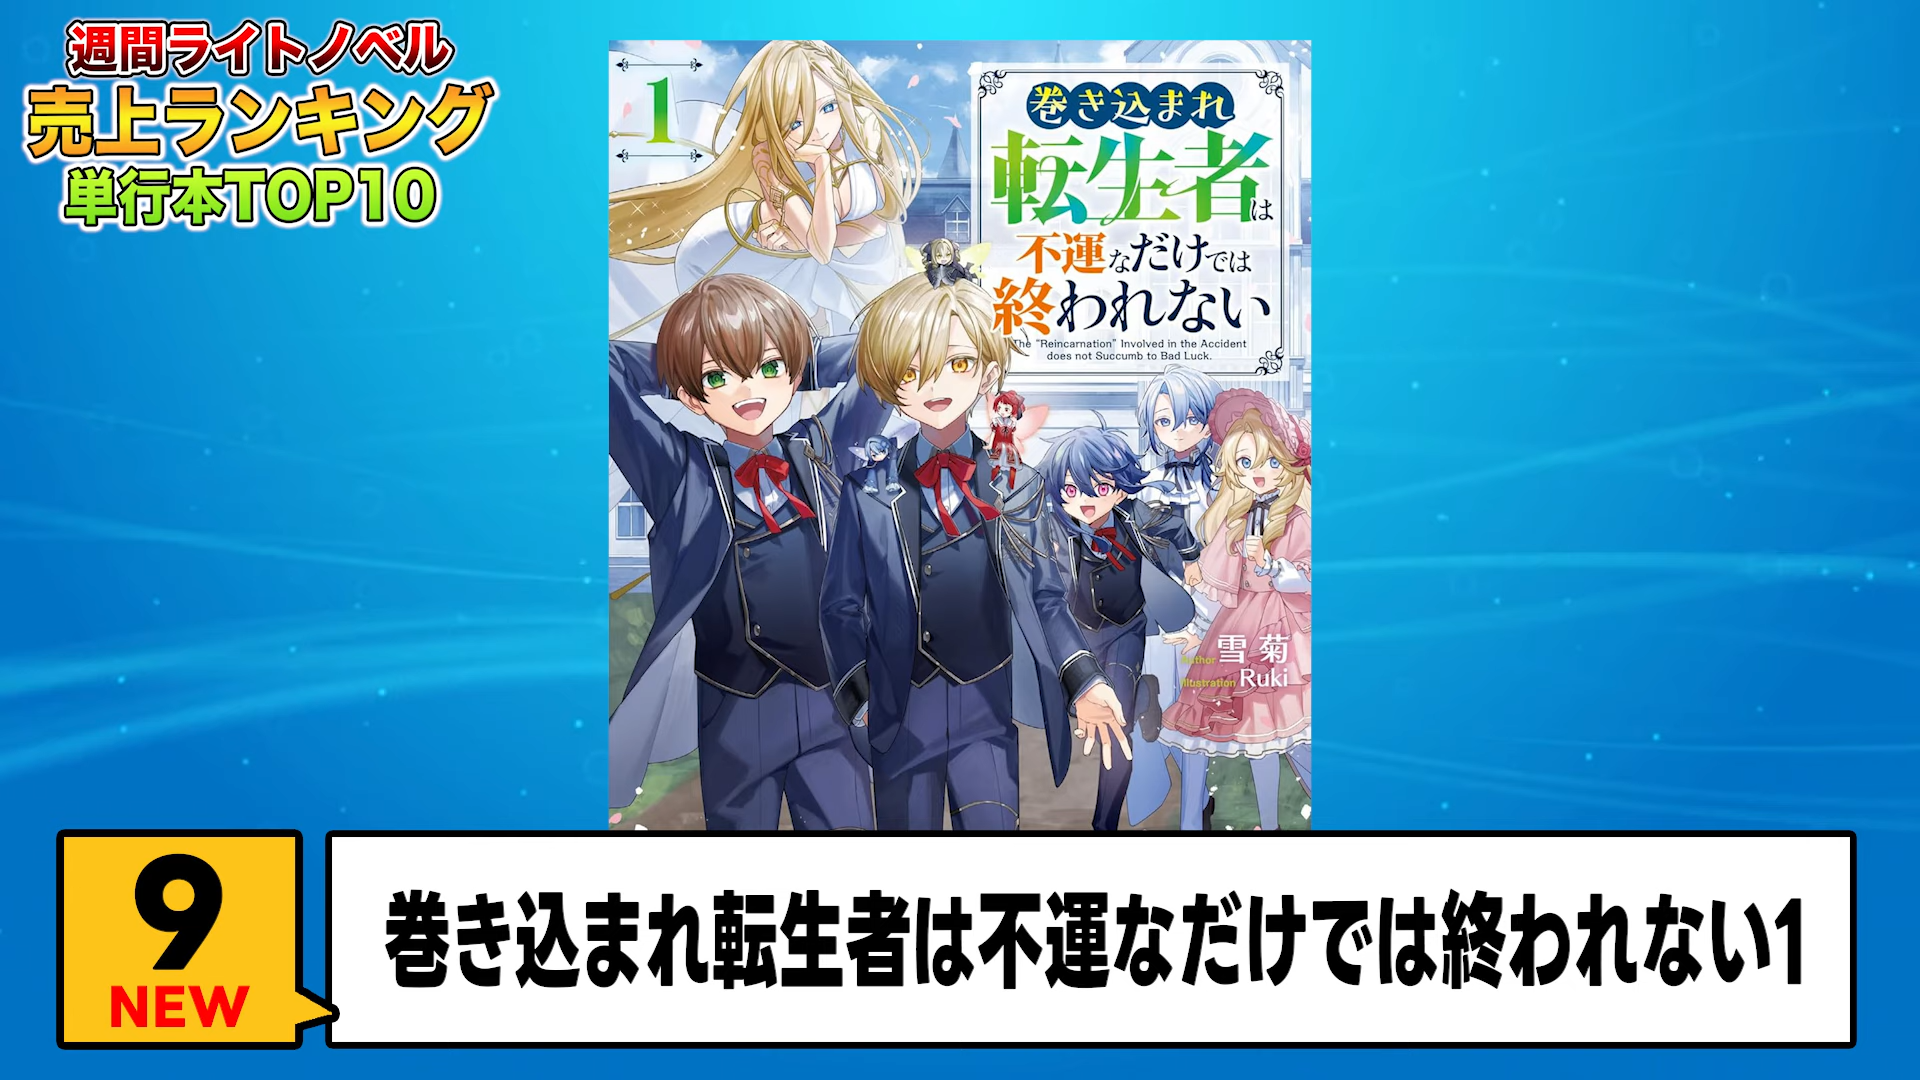 週間ライトノベル
売上ランキング
単行本TOP10
1
巻き込まれ
転生者は
不運なだけでは
終われない
The "Reincarnation" Involved in the Accident
does not Succumb to Bad Luck.
Author 雪菊
Illustration Ruki
9
NEW
巻き込まれ転生者は不運なだけでは終われない1